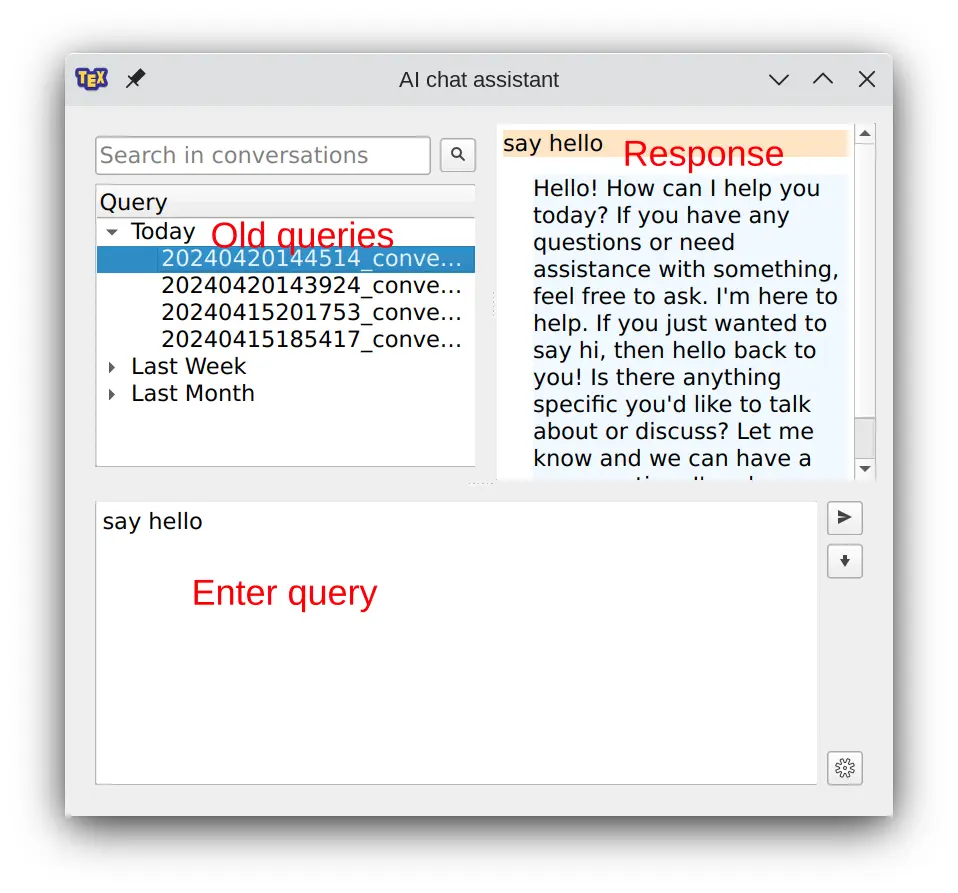 TEX
AI chat assistant
Search in conversations
Query
Today
Old queries
20240420144514_conve...
20240420143924_conve...
20240415201753_conve...
20240415185417_conve...
Last Week
Last Month
say hello
Response
Hello! How can I help you
today? If you have any
questions or need
assistance with something,
feel free to ask. I'm here to
help. If you just wanted to
say hi, then hello back to
you! Is there anything
specific you'd like to talk
about or discuss? Let me
know and we can have a
say hello
Enter query